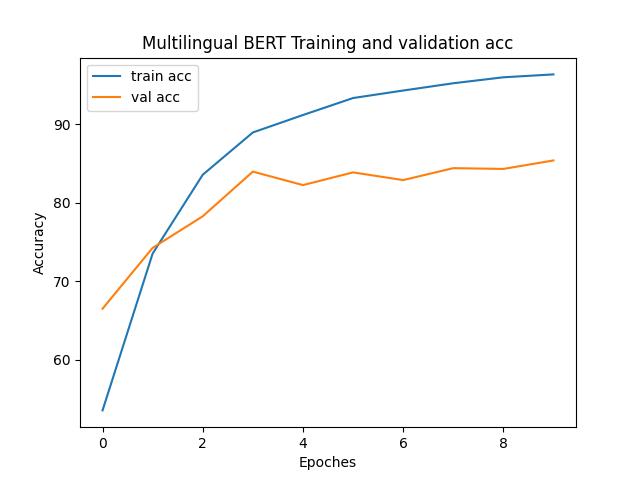 Multilingual BERT Training and validation acc
train acc
val acc
90
80
70
60
Accuracy
0 2 4 6 8
Epoches